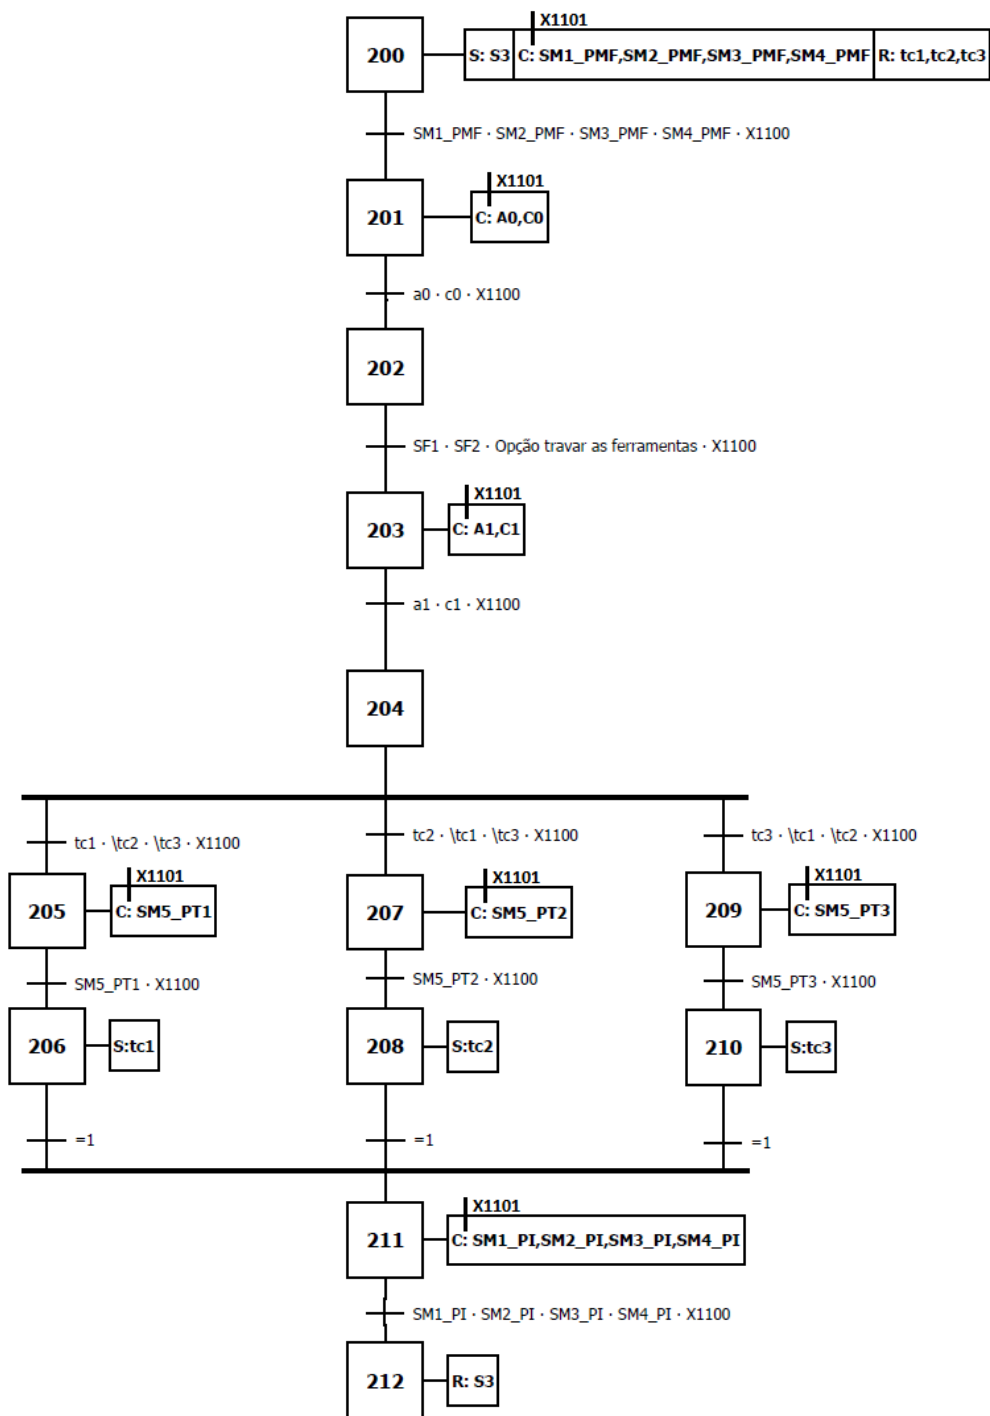 X1101
200
S: S3
C: SM1_PMF,SM2_PMF,SM3_PMF,SM4_PMF
R: tc1,tc2,tc3
SM1_PMF · SM2_PMF · SM3_PMF · SM4_PMF · X1100
X1101
201
C: A0,C0
a0 · c0 · X1100
202
SF1 · SF2 · Opção travar as ferramentas · X1100
X1101
203
C: A1,C1
a1 · c1 · X1100
204
tc1 · \tc2 · \tc3 · X1100
tc2 · \tc1 · \tc3 · X1100
tc3 · \tc1 · \tc2 · X1100
X1101
X1101
X1101
205
C: SM5_PT1
207
C: SM5_PT2
209
C: SM5_PT3
SM5_PT1 · X1100
SM5_PT2 · X1100
SM5_PT3 · X1100
206
S:tc1
208
S:tc2
210
S:tc3
=1
=1
=1
X1101
211
C: SM1_PI,SM2_PI,SM3_PI,SM4_PI
SM1_PI · SM2_PI · SM3_PI · SM4_PI · X1100
212
R: S3